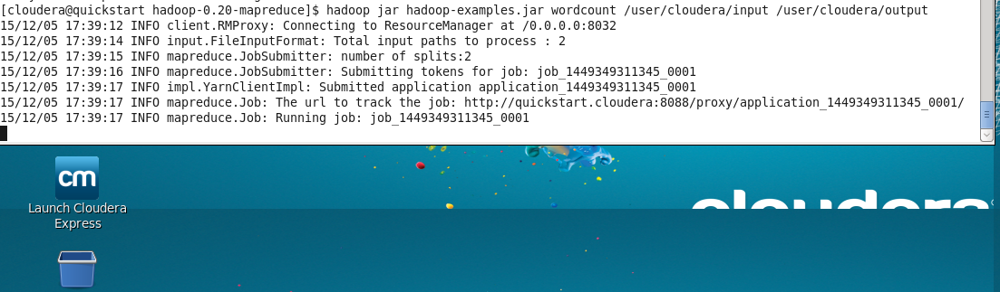 [cloudera@quickstart hadoop-0.20-mapreduce]$ hadoop jar hadoop-examples.jar wordcount /user/cloudera/input /user/cloudera/output
15/12/05 17:39:12 INFO client.RMProxy: Connecting to ResourceManager at /0.0.0.0:8032
15/12/05 17:39:14 INFO input.FileInputFormat: Total input paths to process : 2
15/12/05 17:39:15 INFO mapreduce.JobSubmitter: number of splits:2
15/12/05 17:39:16 INFO mapreduce.JobSubmitter: Submitting tokens for job: job_1449349311345_0001
15/12/05 17:39:17 INFO impl.YarnClientImpl: Submitted application application_1449349311345_0001
15/12/05 17:39:17 INFO mapreduce.Job: The url to track the job: http://quickstart.cloudera:8088/proxy/application_1449349311345_0001/
15/12/05 17:39:17 INFO mapreduce.Job: Running job: job_1449349311345_0001
cm
Launch Cloudera
Express
cloudera